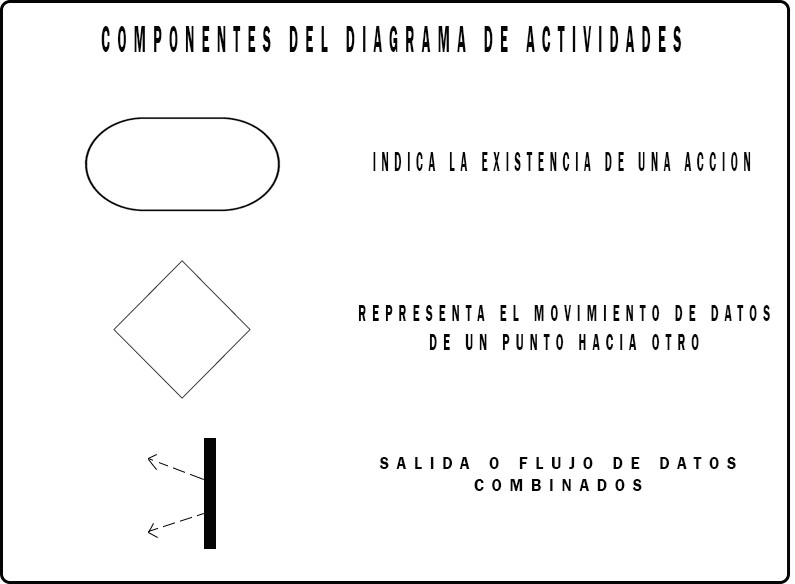 COMPONENTES DEL DIAGRAMA DE ACTIVIDADES
INDICA LA EXISTENCIA DE UNA ACCION
REPRESENTA EL MOVIMIENTO DE DATOS
DE UN PUNTO HACIA OTRO
SALIDA O FLUJO DE DATOS
COMBINADOS